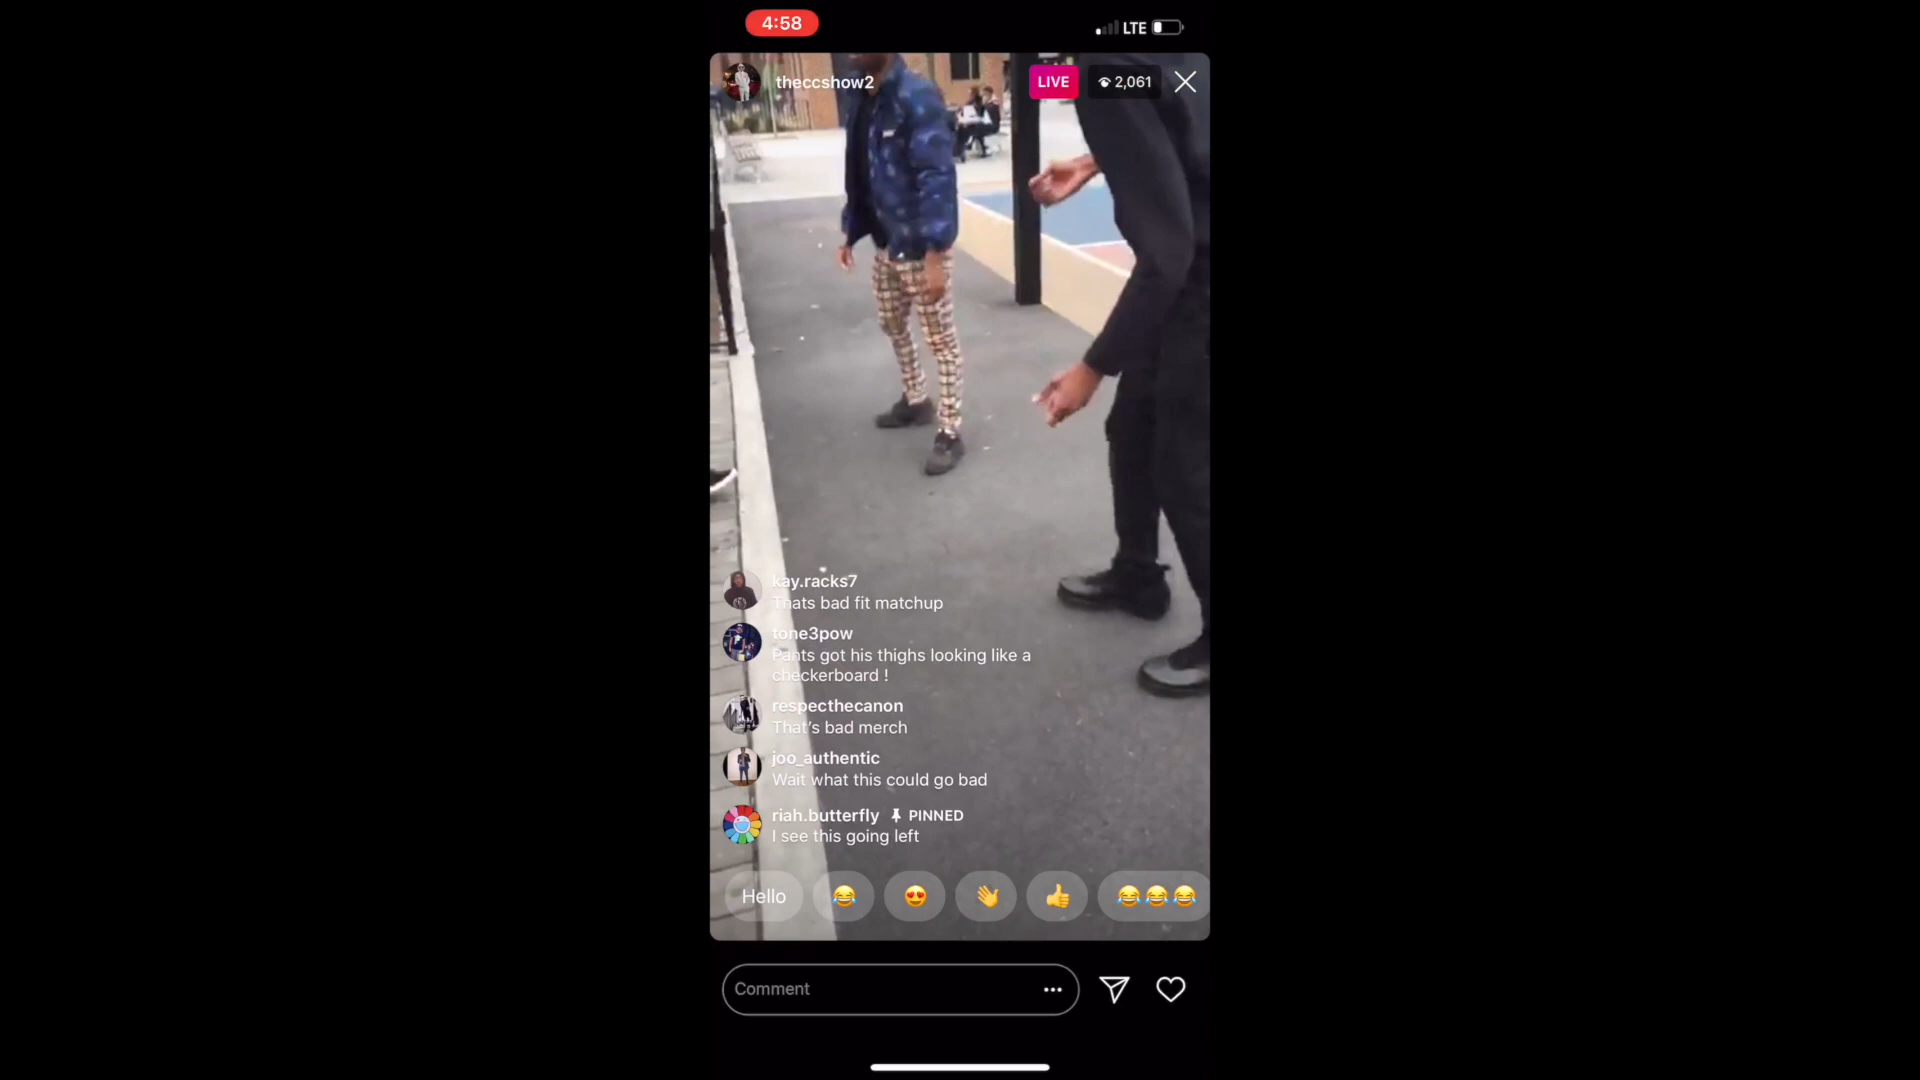 4:58
LTE
theccshow2
LIVE
2,061
kay.racks7
Thats bad fit matchup
tone3pow
Pants got his thighs looking like a
checkerboard !
respecthecanon
That's bad merch
joo_authentic
Wait what this could go bad
riah.butterfly PINNED
I see this going left
Hello
Comment